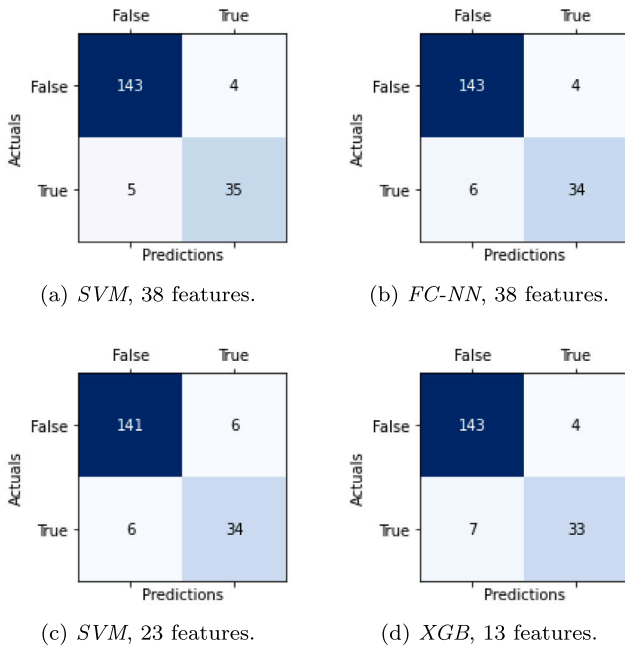 False True
False 143 4
Actuals
True 5 35
Predictions
(a) SVM, 38 features.
False True
False 143 4
Actuals
True 6 34
Predictions
(b) FC-NN, 38 features.
False True
False 141 6
Actuals
True 6 34
Predictions
(c) SVM, 23 features.
False True
False 143 4
Actuals
True 7 33
Predictions
(d) XGB, 13 features.